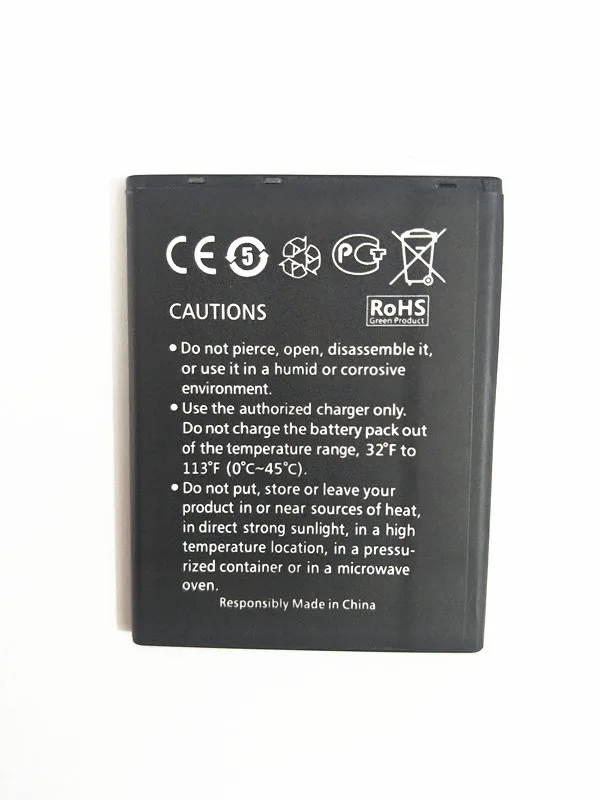 CE 5 PCT
CAUTIONS
RoHS
Green Product
• Do not pierce, open, disassemble it,
or use it in a humid or corrosive
environment.
• Use the authorized charger only.
Do not charge the battery pack out
of the temperature range, 32°F to
113°F (0°C~45°C).
• Do not put, store or leave your
product in or near sources of heat,
in direct strong sunlight, in a high
temperature location, in a pressu-
rized container or in a microwave
oven.
Responsibly Made in China